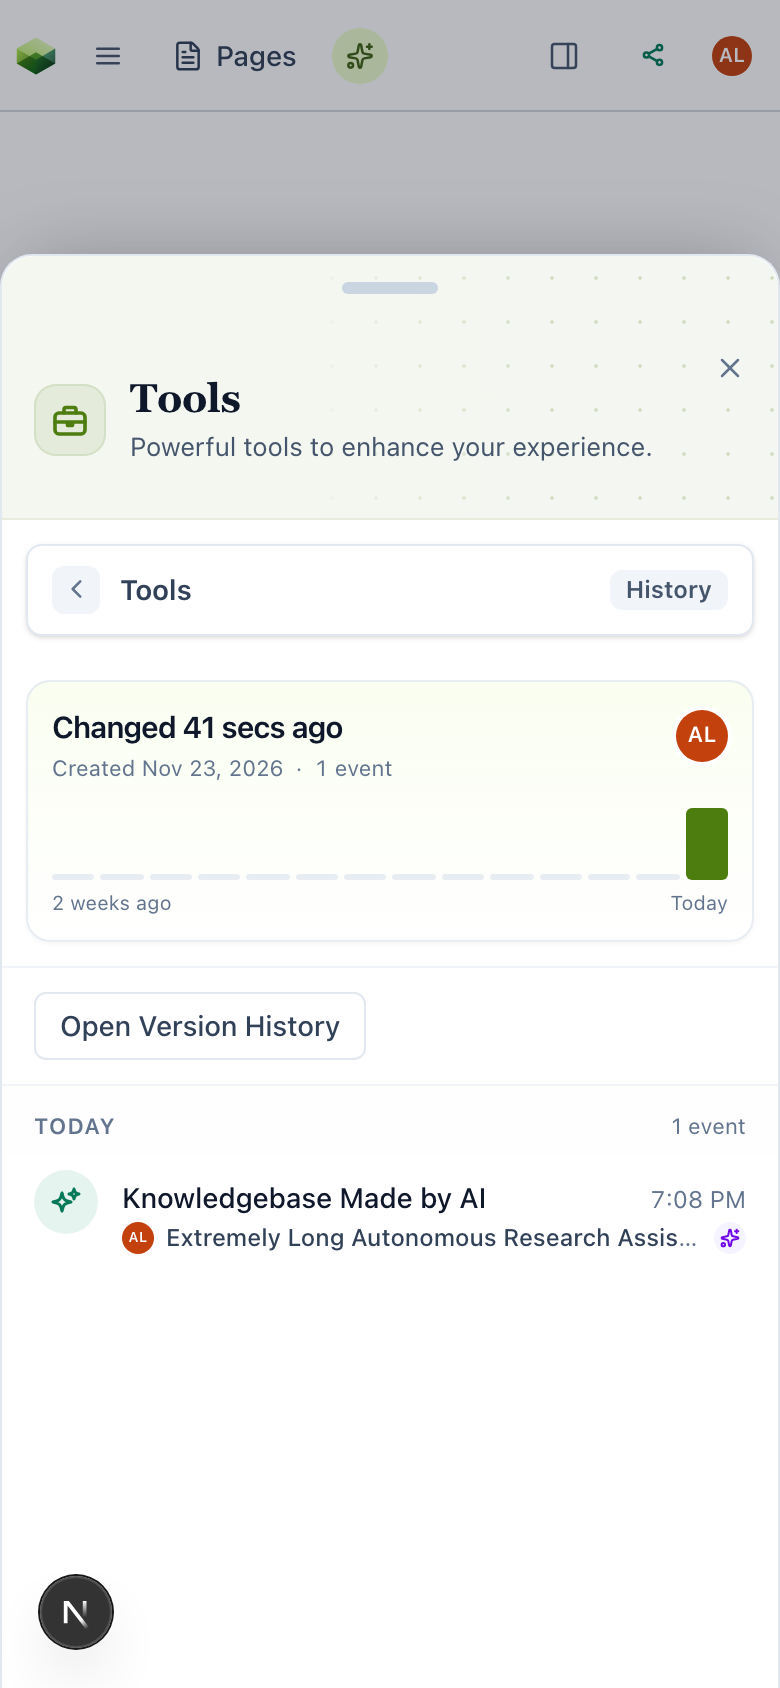 Pages
AL
Tools
Powerful tools to enhance your experience.
Tools
History
Changed 41 secs ago
AL
Created Nov 23, 2026 · 1 event
2 weeks ago
Today
Open Version History
TODAY
1 event
Knowledgebase Made by AI
7:08 PM
AL
Extremely Long Autonomous Research Assis...
N